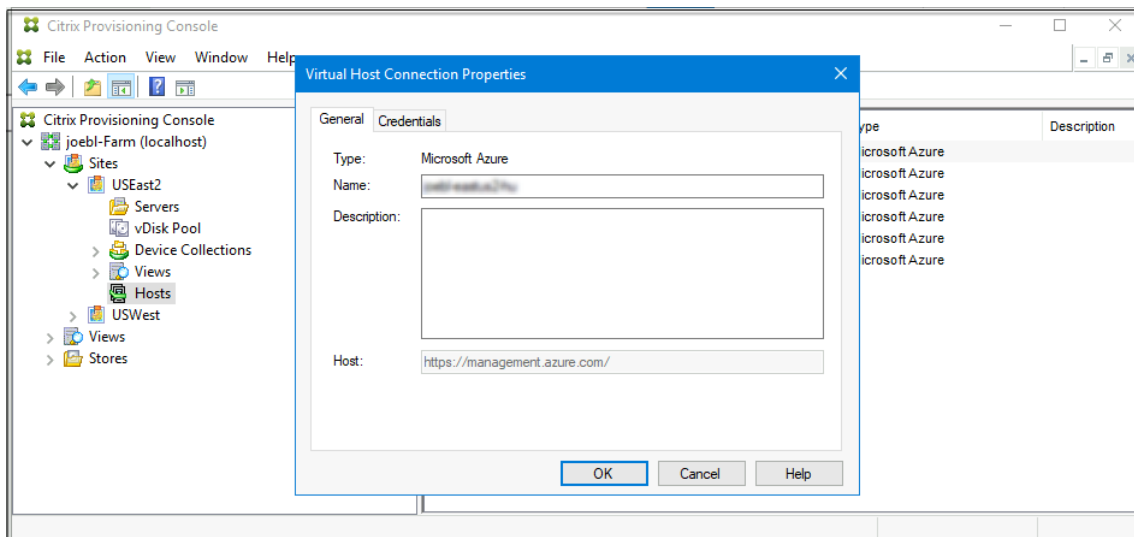 Citrix Provisioning Console
File Action View Window Help
Virtual Host Connection Properties
General Credentials
Type: Microsoft Azure
Name:
Description:
Host: https://management.azure.com/
OK Cancel Help
Citrix Provisioning Console
joebl-Farm (localhost)
Sites
USEast2
Servers
vDisk Pool
Device Collections
Views
Hosts
USWest
Views
Stores
ype Description
icrosoft Azure
icrosoft Azure
icrosoft Azure
icrosoft Azure
icrosoft Azure
icrosoft Azure